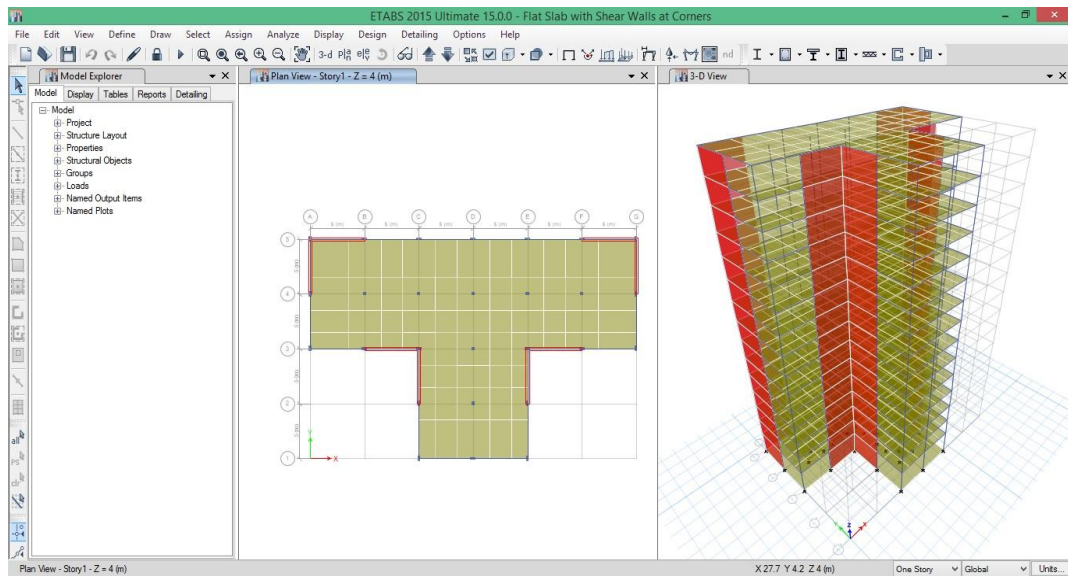 ETABS 2015 Ultimate 15.0.0 - Flat Slab with Shear Walls at Corners
File Edit View Define Draw Select Assign Analyze Display Design Detailing Options Help
3-d
nd
Model Explorer
Plan View - Story1 - Z = 4 (m)
3-D View
Model Display Tables Reports Detailing
Model
Project
Structure Layout
Properties
Structural Objects
Groups
Loads
Named Output Items
Named Plots
all
A B C D E F G
5
4
3
2
1
Y
X
Z
Y X
Plan View - Story1 - Z = 4 (m)
X 27.7 Y 4.2 Z 4 (m)
One Story
Global
Units...